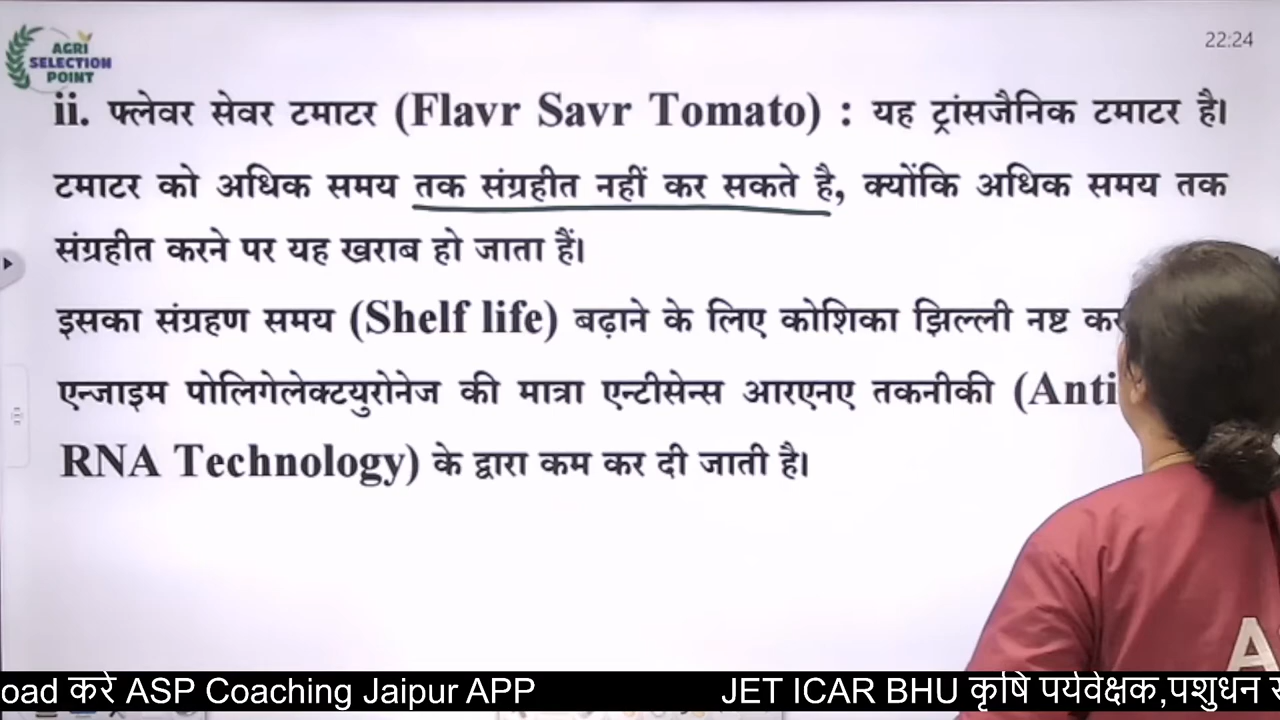 AGRI
SELECTION
POINT
22:24
ii. फ्लेवर सेवर टमाटर (Flavr Savr Tomato) : यह ट्रांसजैनिक टमाटर है।
टमाटर को अधिक समय तक संग्रहीत नहीं कर सकते है, क्योंकि अधिक समय तक
संग्रहीत करने पर यह खराब हो जाता हैं।
इसका संग्रहण समय (Shelf life) बढ़ाने के लिए कोशिका झिल्ली नष्ट
एन्जाइम पोलिगेलेक्टयुरोनेज की मात्रा एन्टीसेन्स आरएनए तकनीकी (Anti
RNA Technology) के द्वारा कम कर दी जाती है।
oad करे ASP Coaching Jaipur APP JET ICAR BHU कृषि पर्यवेक्षक,पशुधन